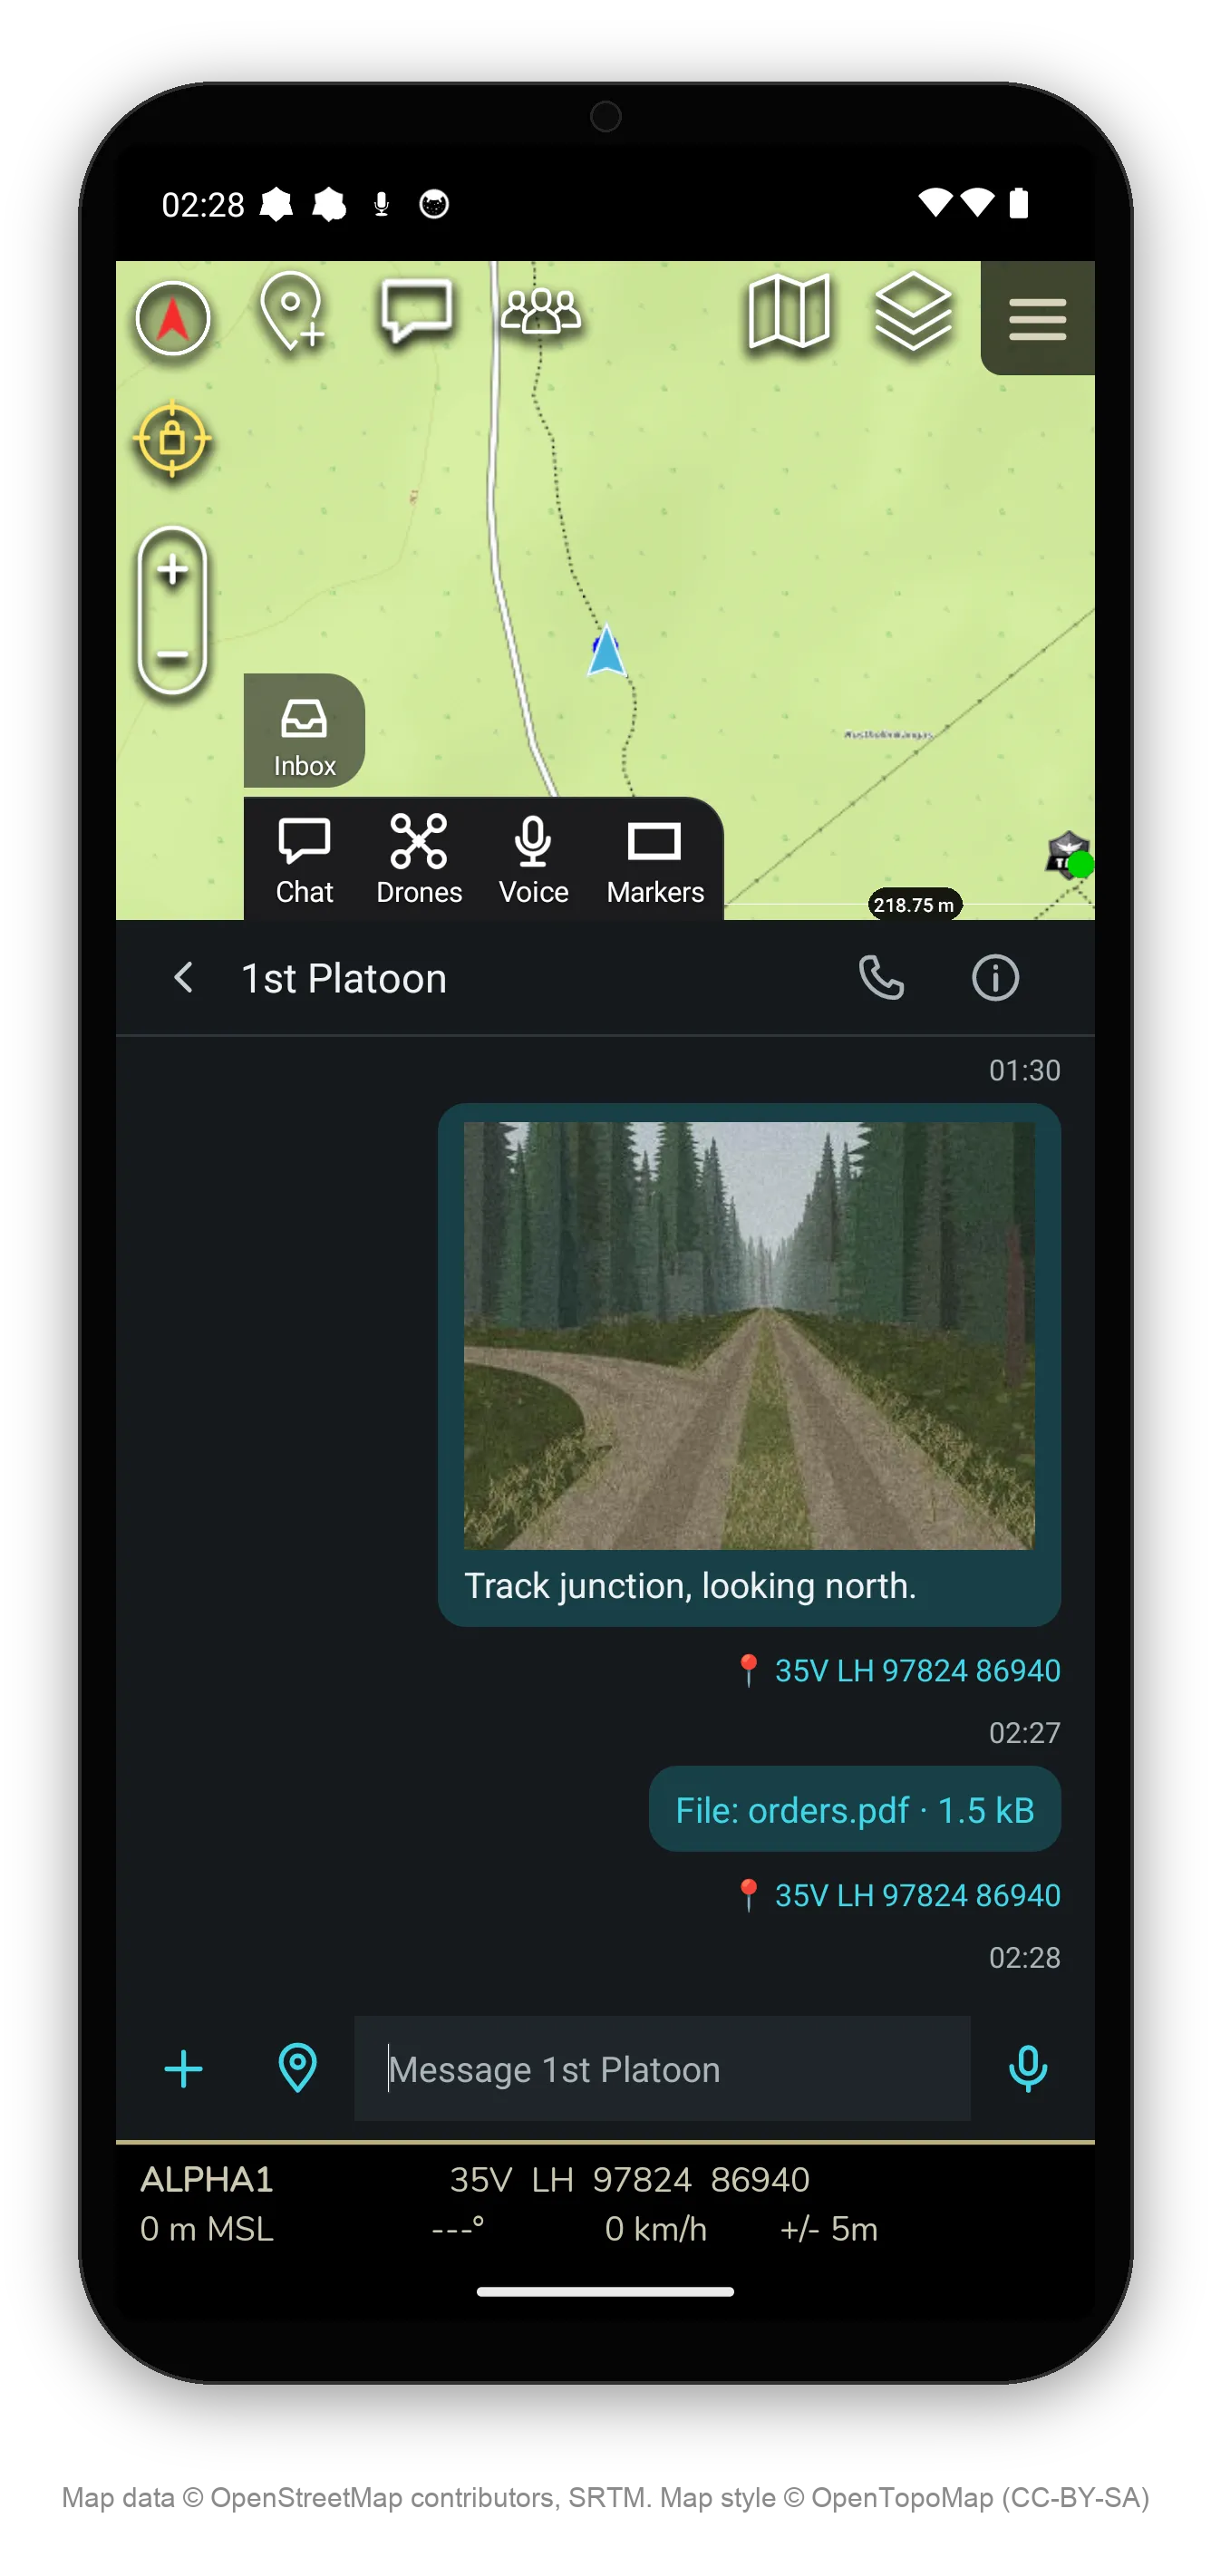 02:28
Inbox
Chat Drones Voice Markers
218.75 m
1st Platoon
01:30
Track junction, looking north.
35V LH 97824 86940
02:27
File: orders.pdf · 1.5 kB
35V LH 97824 86940
02:28
Message 1st Platoon
ALPHA1 35V LH 97824 86940
0 m MSL ---° 0 km/h +/- 5m
Map data © OpenStreetMap contributors, SRTM. Map style © OpenTopoMap (CC-BY-SA)